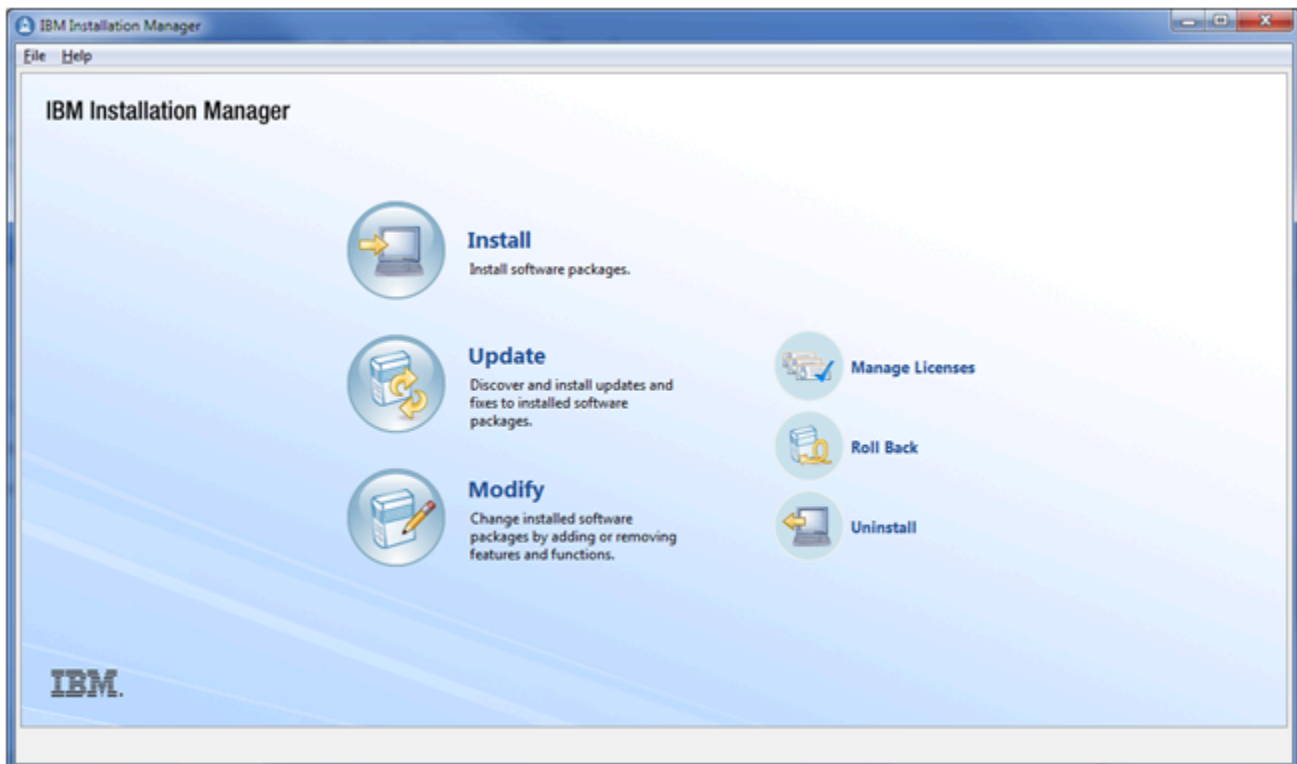 IBM Installation Manager
File Help
IBM Installation Manager
Install
Install software packages.
Update
Discover and install updates and
fixes to installed software
packages.
Modify
Change installed software
packages by adding or removing
features and functions.
Manage Licenses
Roll Back
Uninstall
IBM.